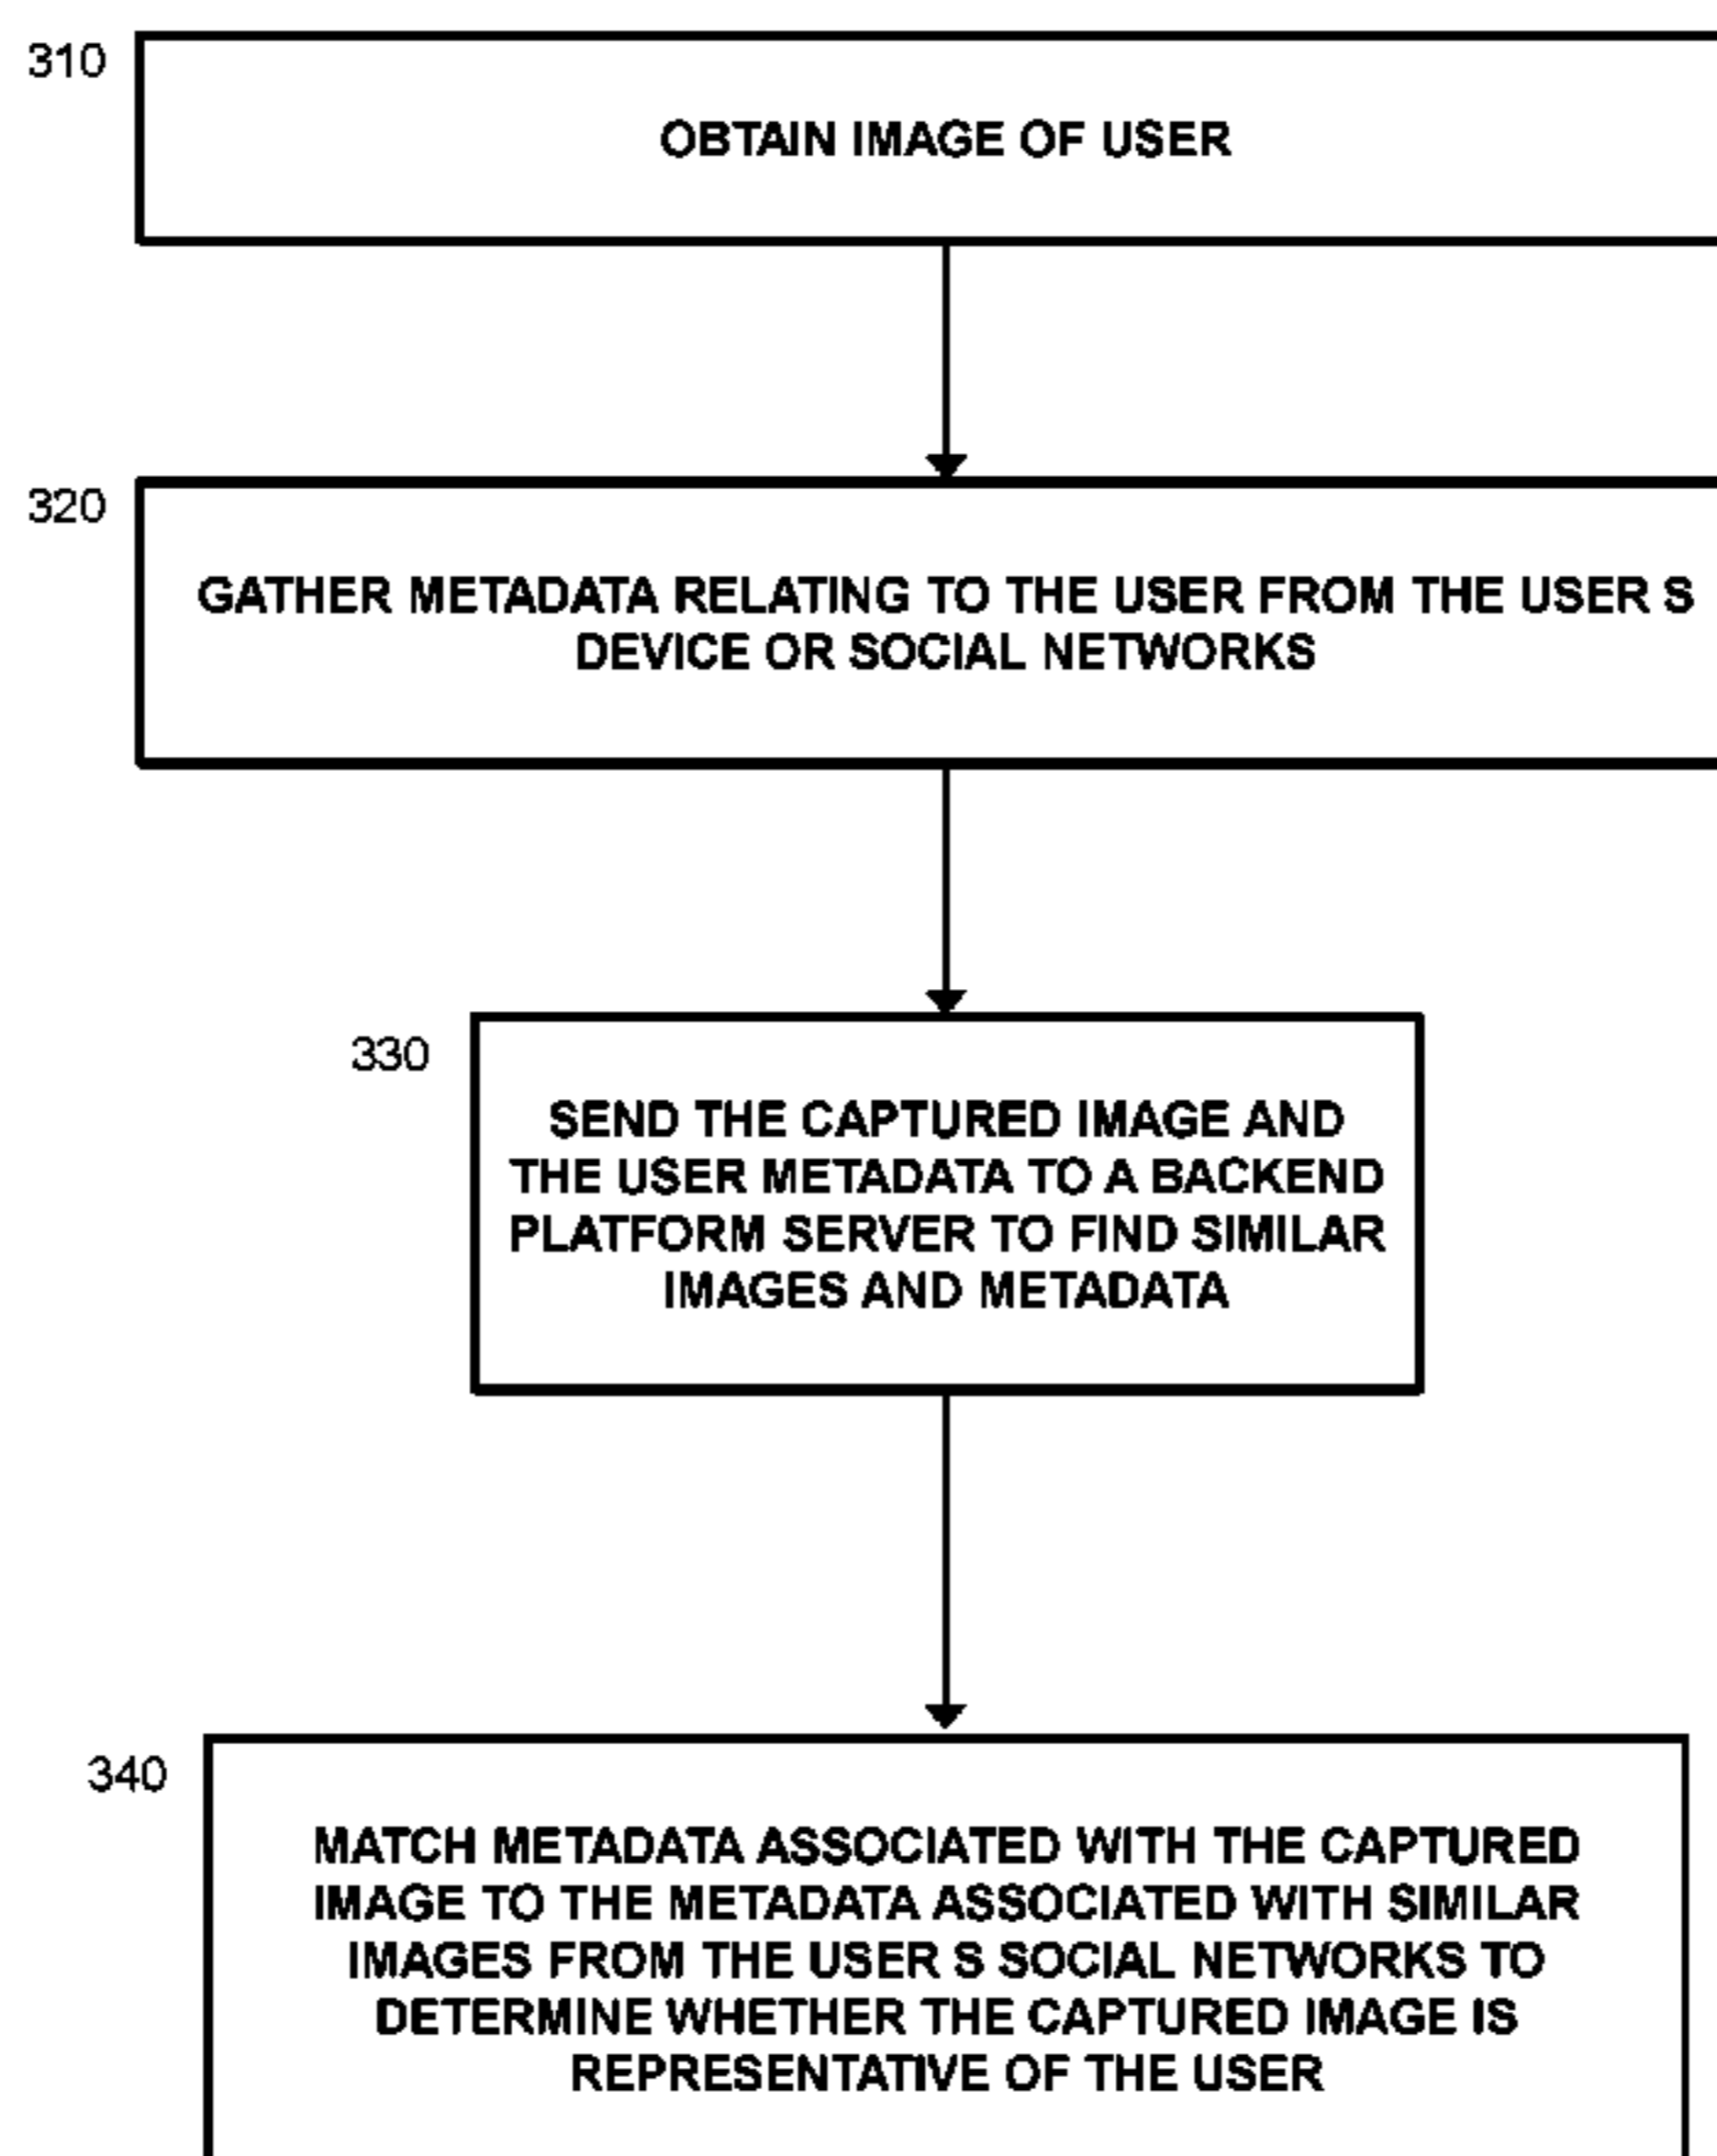 310
OBTAIN IMAGE OF USER
320
GATHER METADATA RELATING TO THE USER FROM THE USER S
DEVICE OR SOCIAL NETWORKS
330
SEND THE CAPTURED IMAGE AND
THE USER METADATA TO A BACKEND
PLATFORM SERVER TO FIND SIMILAR
IMAGES AND METADATA
340
MATCH METADATA ASSOCIATED WITH THE CAPTURED
IMAGE TO THE METADATA ASSOCIATED WITH SIMILAR
IMAGES FROM THE USER S SOCIAL NETWORKS TO
DETERMINE WHETHER THE CAPTURED IMAGE IS
REPRESENTATIVE OF THE USER